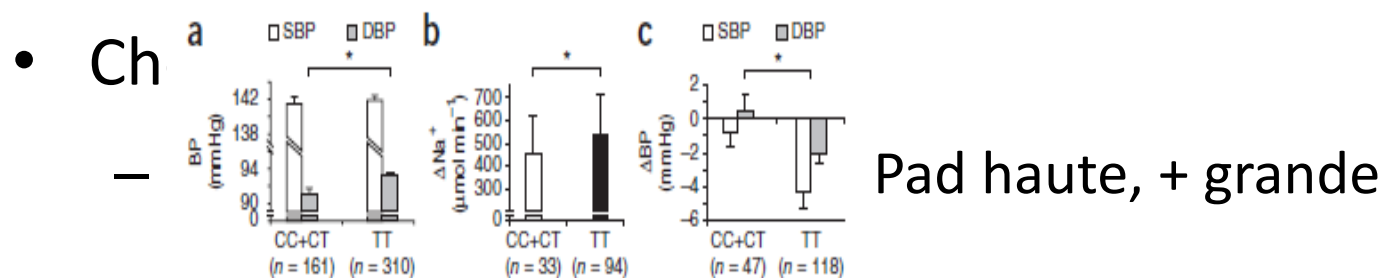 • Ch
– Pad haute, + grande
a
SBP DBP
*
BP
(mmHg)
142
138
94
90
0
CC+CT TT
(n = 161) (n = 310)
b
*
ΔNa⁺
(μmol min⁻¹)
700
600
500
400
300
0
CC+CT TT
(n = 33) (n = 94)
c
SBP DBP
*
ΔBP
(mmHg)
2
0
−2
−4
−6
CC+CT TT
(n = 47) (n = 118)